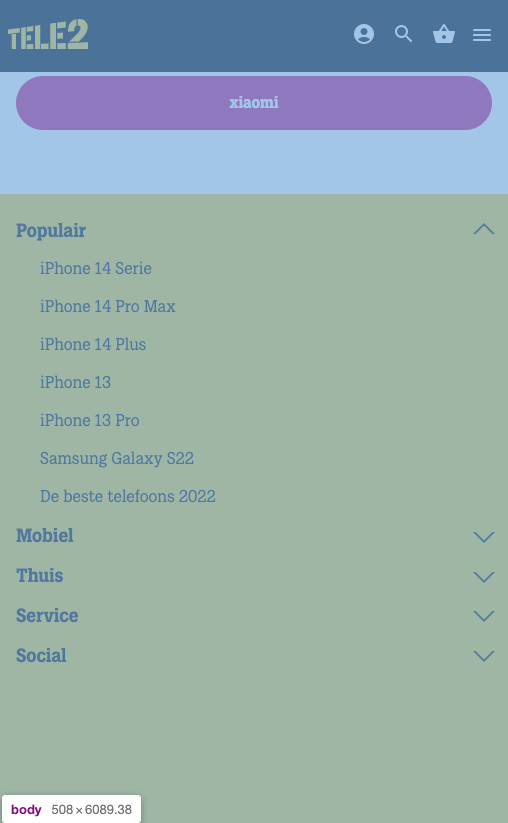 TELE2
xiaomi
Populair
iPhone 14 Serie
iPhone 14 Pro Max
iPhone 14 Plus
iPhone 13
iPhone 13 Pro
Samsung Galaxy S22
De beste telefoons 2022
Mobiel
Thuis
Service
Social
body 508 × 6089.38